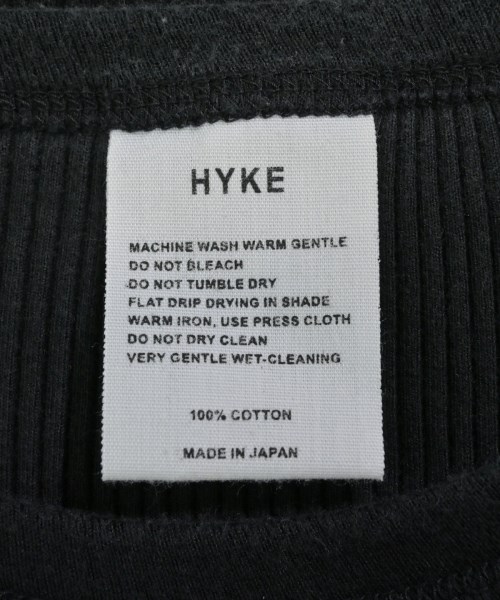 HYKE
MACHINE WASH WARM GENTLE
DO NOT BLEACH
DO NOT TUMBLE DRY
FLAT DRIP DRYING IN SHADE
WARM IRON, USE PRESS CLOTH
DO NOT DRY CLEAN
VERY GENTLE WET-CLEANING
100% COTTON
MADE IN JAPAN